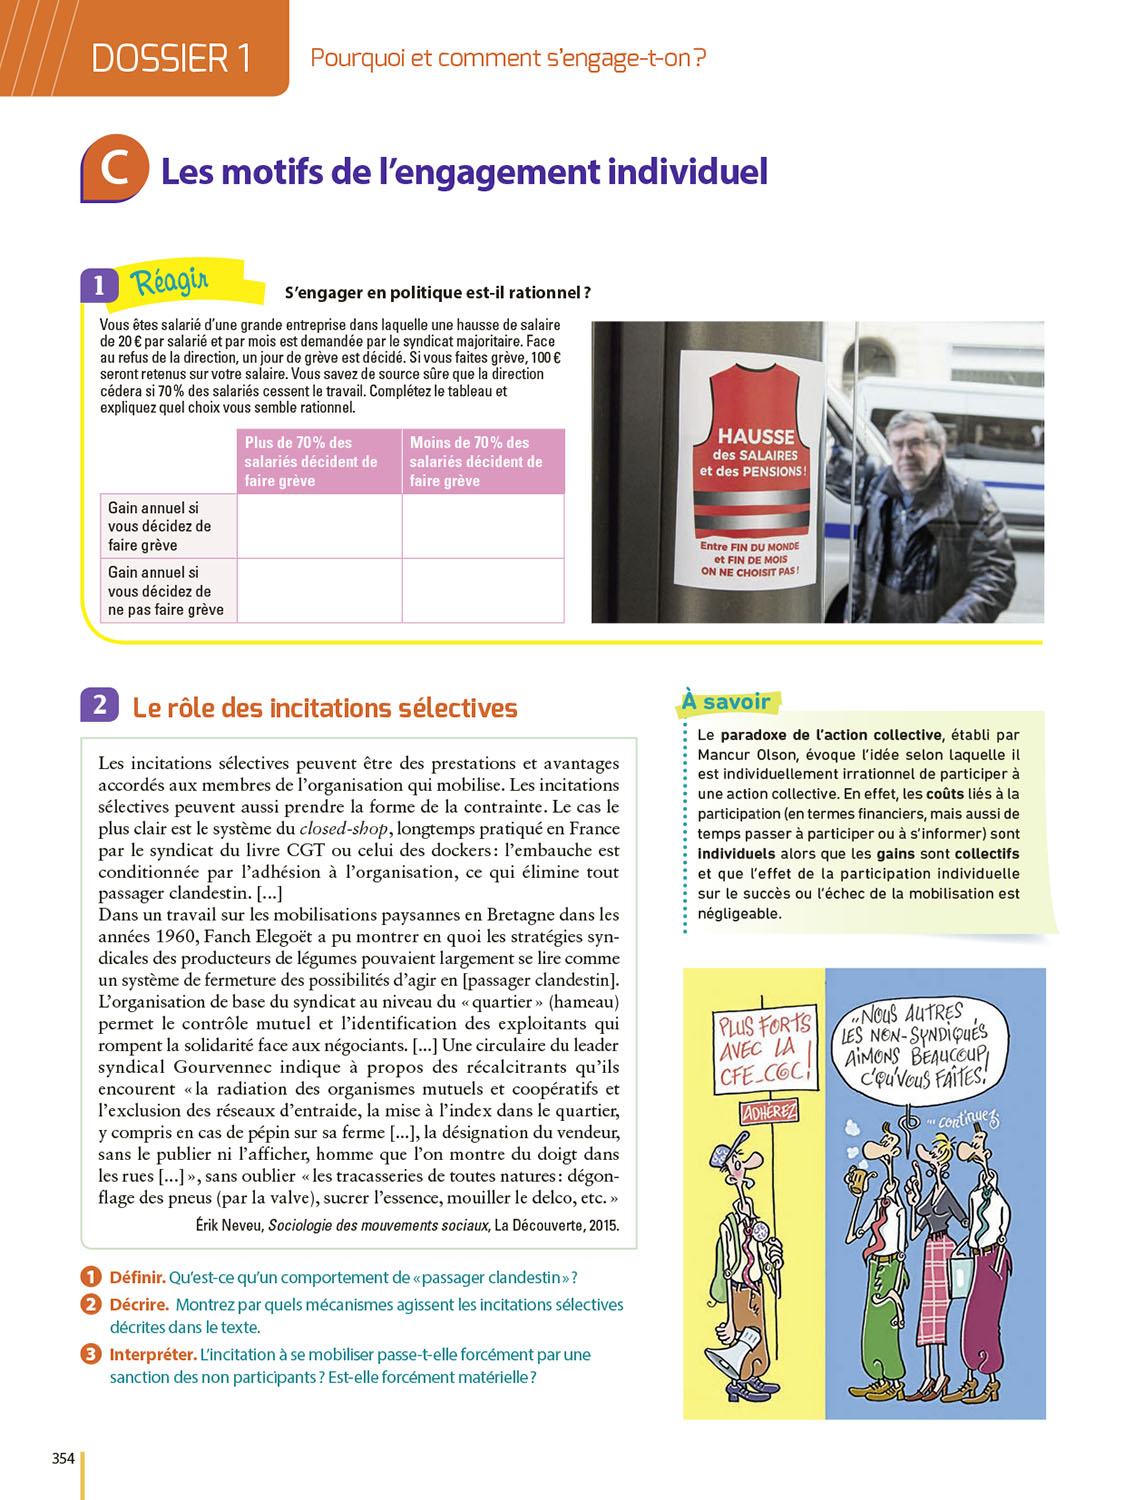 DOSSIER 1
Pourquoi et comment s'engage-t-on ?
C
Les motifs de l'engagement individuel
1
Réagir
S'engager en politique est-il rationnel ?
Vous êtes salarié d'une grande entreprise dans laquelle une hausse de salaire
de 20 € par salarié et par mois est demandée par le syndicat majoritaire. Face
au refus de la direction, un jour de grève est décidé. Si vous faites grève, 100 €
seront retenus sur votre salaire. Vous savez de source sûre que la direction
cédera si 70 % des salariés cessent le travail. Complétez le tableau et
expliquez quel choix vous semble rationnel.
Plus de 70 % des
salariés décident de
faire grève
Moins de 70 % des
salariés décident de
faire grève
Gain annuel si
vous décidez de
faire grève
Gain annuel si
vous décidez de
ne pas faire grève
HAUSSE
des SALAIRES
et des PENSIONS !
Entre FIN DU MONDE
et FIN DE MOIS
ON NE CHOISIT PAS !
2
Le rôle des incitations sélectives
Les incitations sélectives peuvent être des prestations et avantages
accordés aux membres de l'organisation qui mobilise. Les incitations
sélectives peuvent aussi prendre la forme de la contrainte. Le cas le
plus clair est le système du closed-shop, longtemps pratiqué en France
par le syndicat du livre CGT ou celui des dockers : l'embauche est
conditionnée par l'adhésion à l'organisation, ce qui élimine tout
passager clandestin. [...]
Dans un travail sur les mobilisations paysannes en Bretagne dans les
années 1960, Fanch Elegoët a pu montrer en quoi les stratégies syn-
dicales des producteurs de légumes pouvaient largement se lire comme
un système de fermeture des possibilités d'agir en [passager clandestin].
L'organisation de base du syndicat au niveau du « quartier » (hameau)
permet le contrôle mutuel et l'identification des exploitants qui
rompent la solidarité face aux négociants. [...] Une circulaire du leader
syndical Gourvennec indique à propos des récalcitrants qu'ils
encourent « la radiation des organismes mutuels et coopératifs et
l'exclusion des réseaux d'entraide, la mise à l'index dans le quartier,
y compris en cas de pépin sur sa ferme [...], la désignation du vendeur,
sans le publier ni l'afficher, homme que l'on montre du doigt dans
les rues [...] », sans oublier « les tracasseries de toutes natures : dégon-
flage des pneus (par la valve), sucrer l'essence, mouiller le delco, etc. »
Érik Neveu, Sociologie des mouvements sociaux, La Découverte, 2015.
1 Définir. Qu'est-ce qu'un comportement de « passager clandestin » ?
2 Décrire. Montrez par quels mécanismes agissent les incitations sélectives
décrites dans le texte.
3 Interpréter. L'incitation à se mobiliser passe-t-elle forcément par une
sanction des non participants ? Est-elle forcément matérielle ?
À savoir
Le paradoxe de l'action collective, établi par
Mancur Olson, évoque l'idée selon laquelle il
est individuellement irrationnel de participer à
une action collective. En effet, les coûts liés à la
participation (en termes financiers, mais aussi de
temps passer à participer ou à s'informer) sont
individuels alors que les gains sont collectifs
et que l'effet de la participation individuelle
sur le succès ou l'échec de la mobilisation est
négligeable.
PLUS FORTS
AVEC LA
CFE_CGC !
ADHÉREZ
..NOUS AUTRES
LES NON-SYNDIQUÉS
AIMONS BEAUCOUP
C'QU'VOUS FAÎTES!
... continuez
354